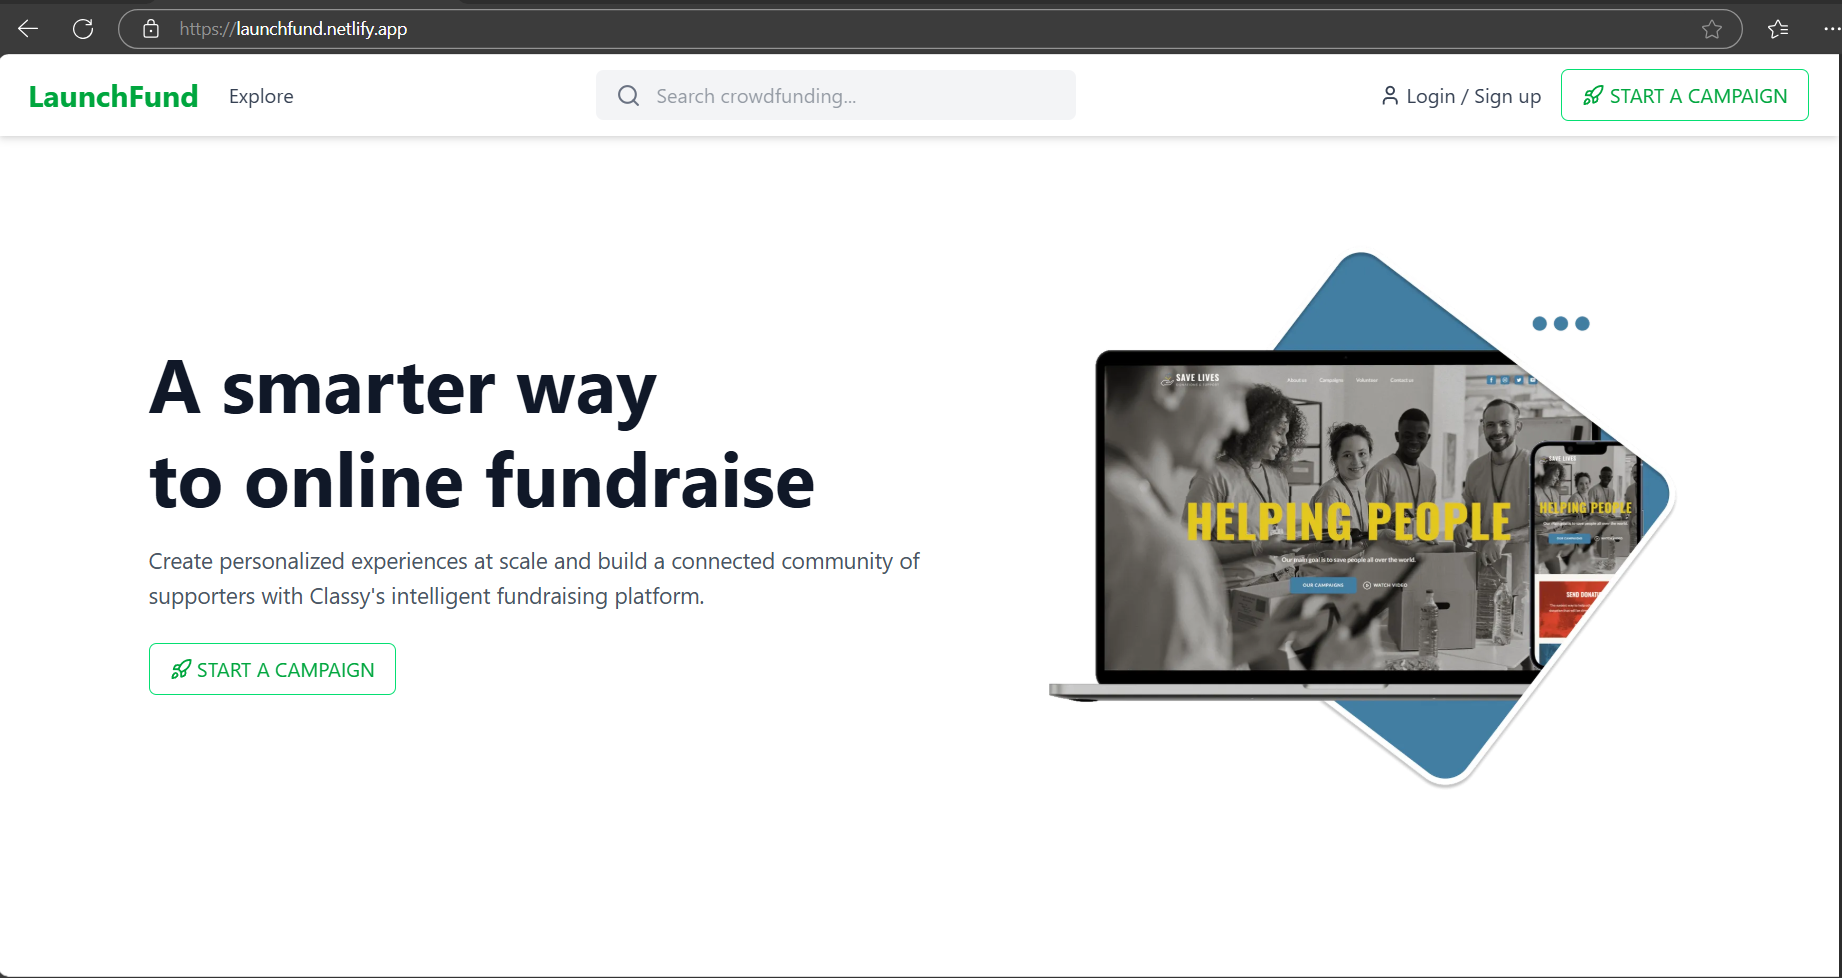 https://launchfund.netlify.app
LaunchFund
Explore
Search crowdfunding...
Login / Sign up
START A CAMPAIGN
A smarter way
to online fundraise
Create personalized experiences at scale and build a connected community of
supporters with Classy's intelligent fundraising platform.
START A CAMPAIGN
SAVE LIVES
About us
Campaigns
Volunteer
Contact us
HELPING PEOPLE
Our main goal is to save people all over the world.
OUR CAMPAIGNS
WATCH VIDEO
SAVE LIVES
HELPING PEOPLE
OUR CAMPAIGNS